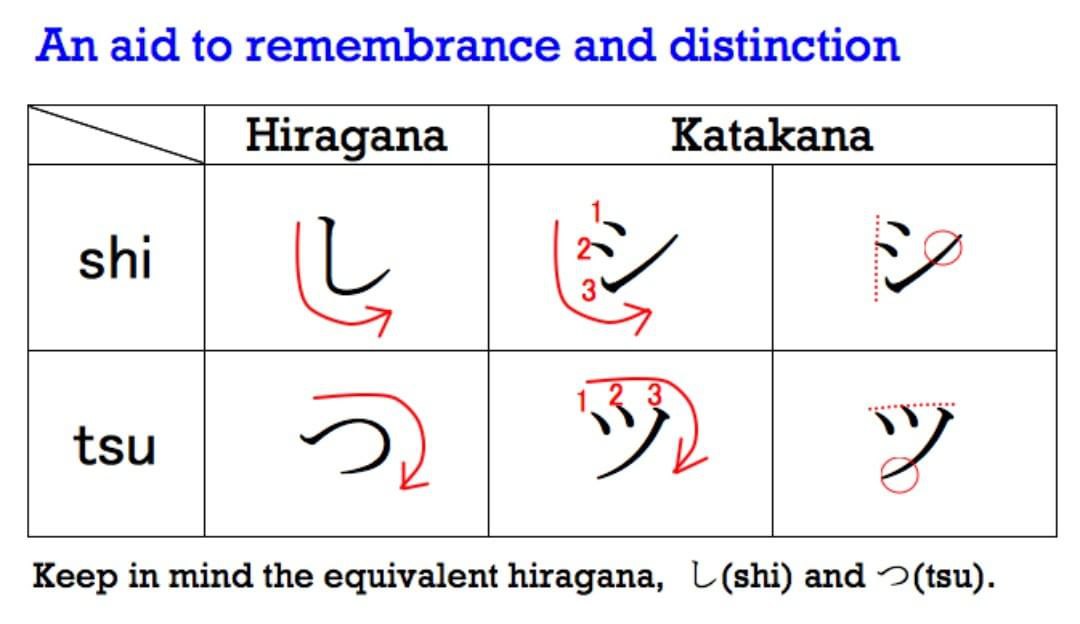 An aid to remembrance and distinction
Hiragana Katakana
shi し 1 2 3 シ シ
tsu つ 1 2 3 ツ ツ
Keep in mind the equivalent hiragana, し(shi) and つ(tsu).